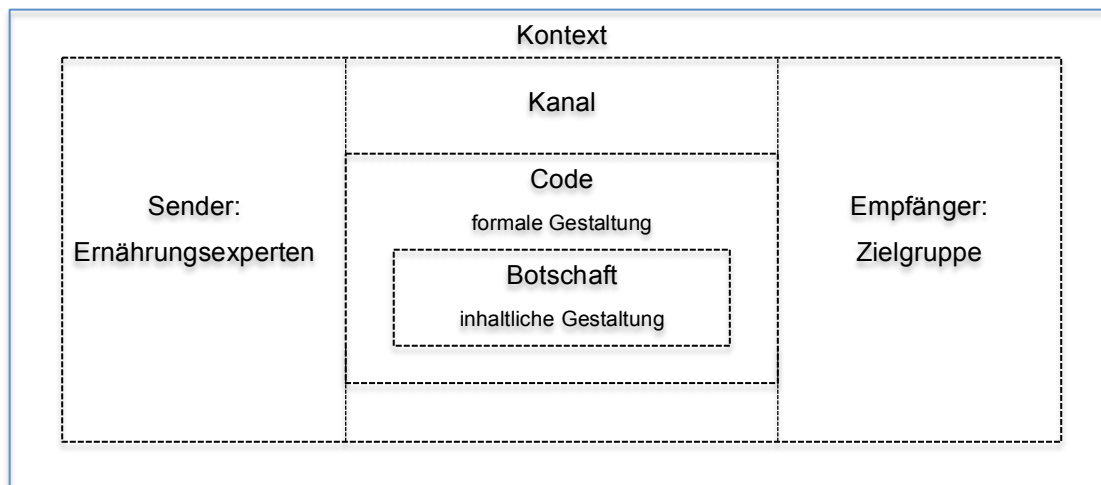 Kontext
Kanal
Code
formale Gestaltung
Botschaft
inhaltliche Gestaltung
Sender:
Ernährungsexperten
Empfänger:
Zielgruppe